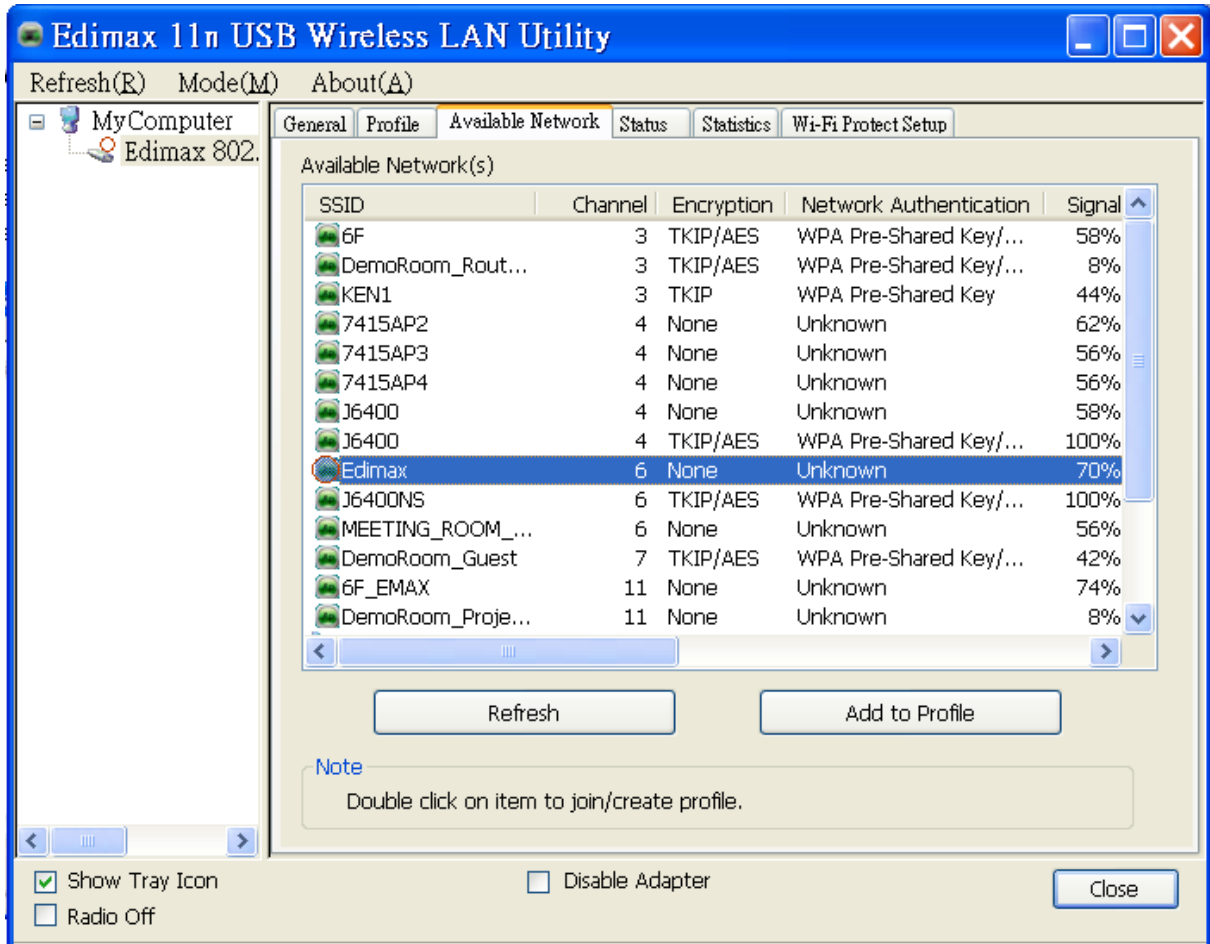 Edimax 11n USB Wireless LAN Utility
Refresh(R) Mode(M) About(A)
MyComputer
Edimax 802.
General Profile Available Network Status Statistics Wi-Fi Protect Setup
Available Network(s)
SSID Channel Encryption Network Authentication Signal
6F 3 TKIP/AES WPA Pre-Shared Key/... 58%
DemoRoom_Rout... 3 TKIP/AES WPA Pre-Shared Key/... 8%
KEN1 3 TKIP WPA Pre-Shared Key 44%
7415AP2 4 None Unknown 62%
7415AP3 4 None Unknown 56%
7415AP4 4 None Unknown 56%
J6400 4 None Unknown 58%
J6400 4 TKIP/AES WPA Pre-Shared Key/... 100%
Edimax 6 None Unknown 70%
J6400NS 6 TKIP/AES WPA Pre-Shared Key/... 100%
MEETING_ROOM_... 6 None Unknown 56%
DemoRoom_Guest 7 TKIP/AES WPA Pre-Shared Key/... 42%
6F_EMAX 11 None Unknown 74%
DemoRoom_Proje... 11 None Unknown 8%
Refresh Add to Profile
Note
Double click on item to join/create profile.
Show Tray Icon Disable Adapter Close
Radio Off